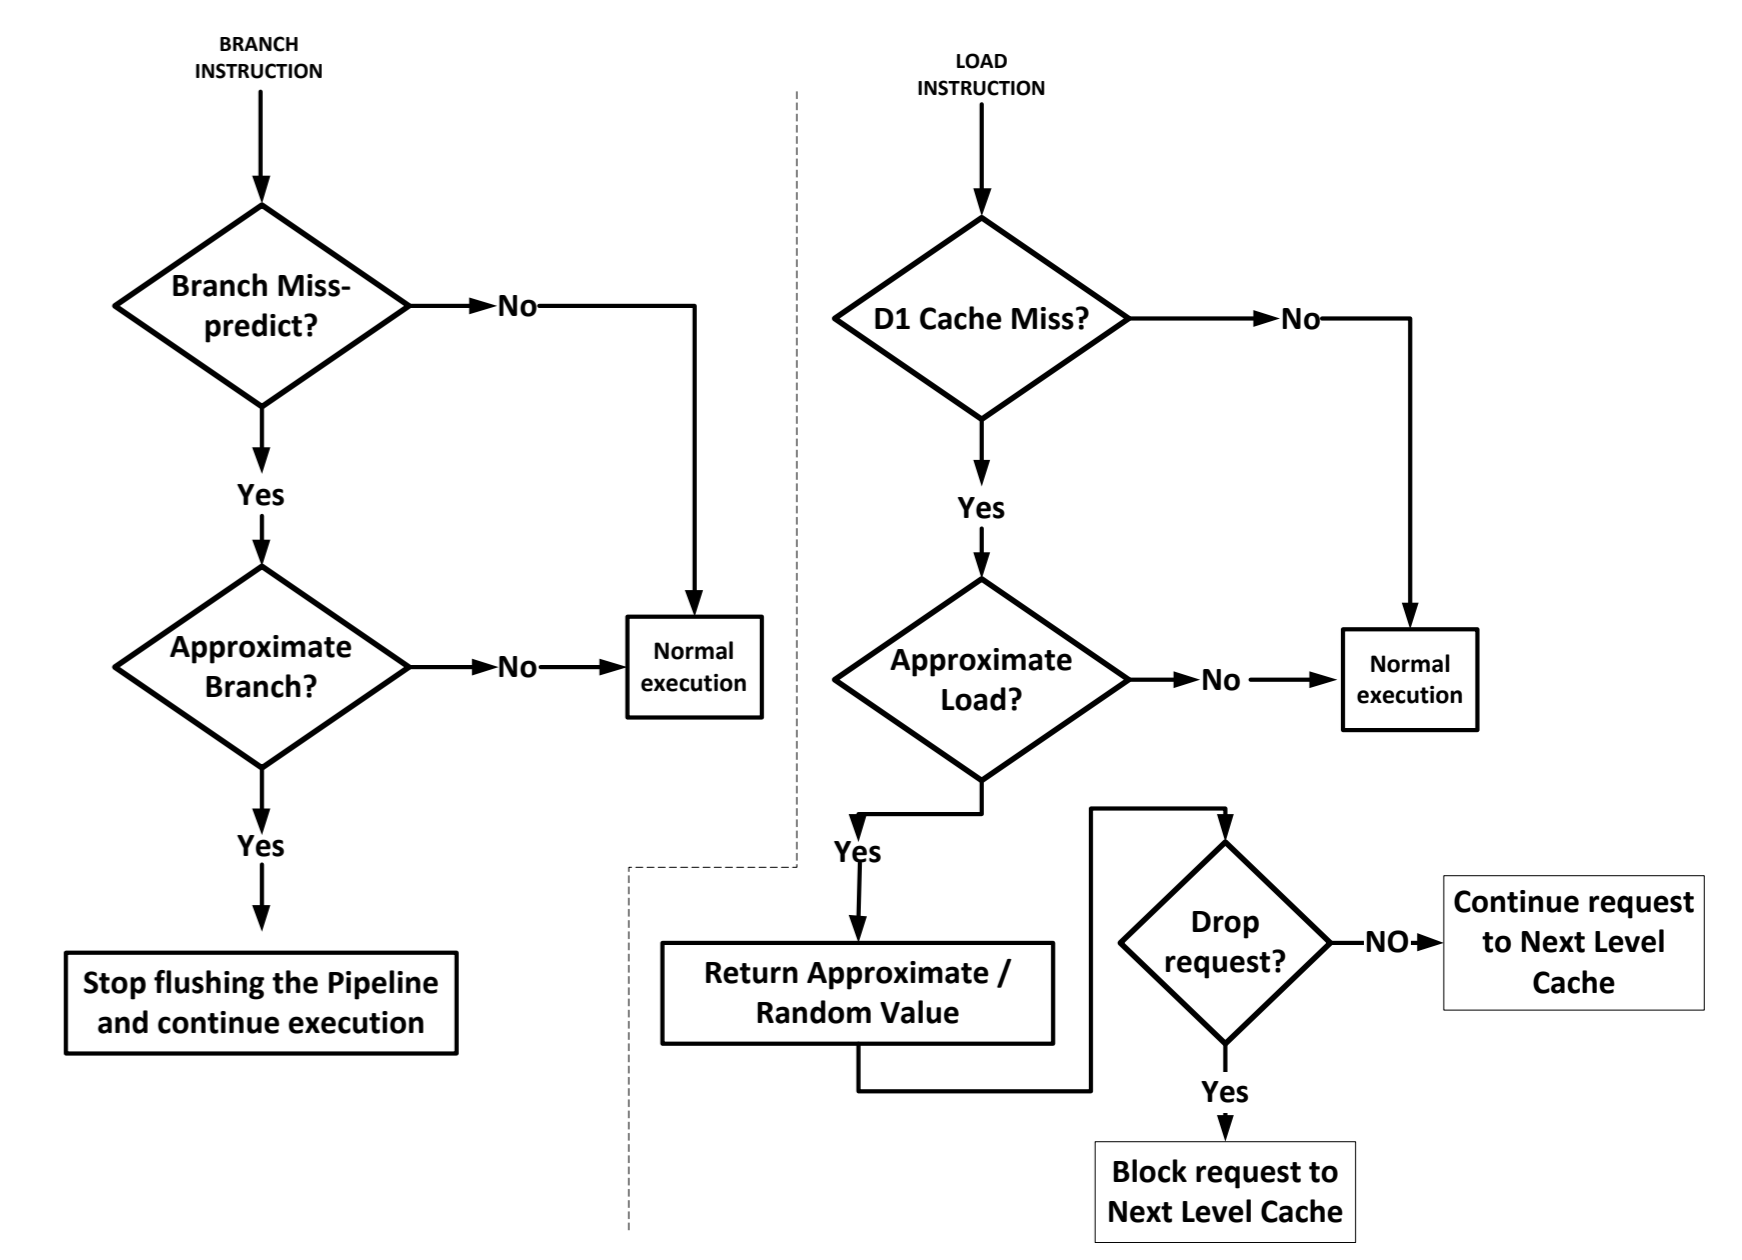 BRANCH
INSTRUCTION
Branch Miss-
predict?
No
Yes
Approximate
Branch?
No
Normal
execution
Yes
Stop flushing the Pipeline
and continue execution
LOAD
INSTRUCTION
D1 Cache Miss?
No
Yes
Approximate
Load?
No
Normal
execution
Yes
Return Approximate /
Random Value
Drop
request?
NO
Continue request
to Next Level
Cache
Yes
Block request to
Next Level Cache